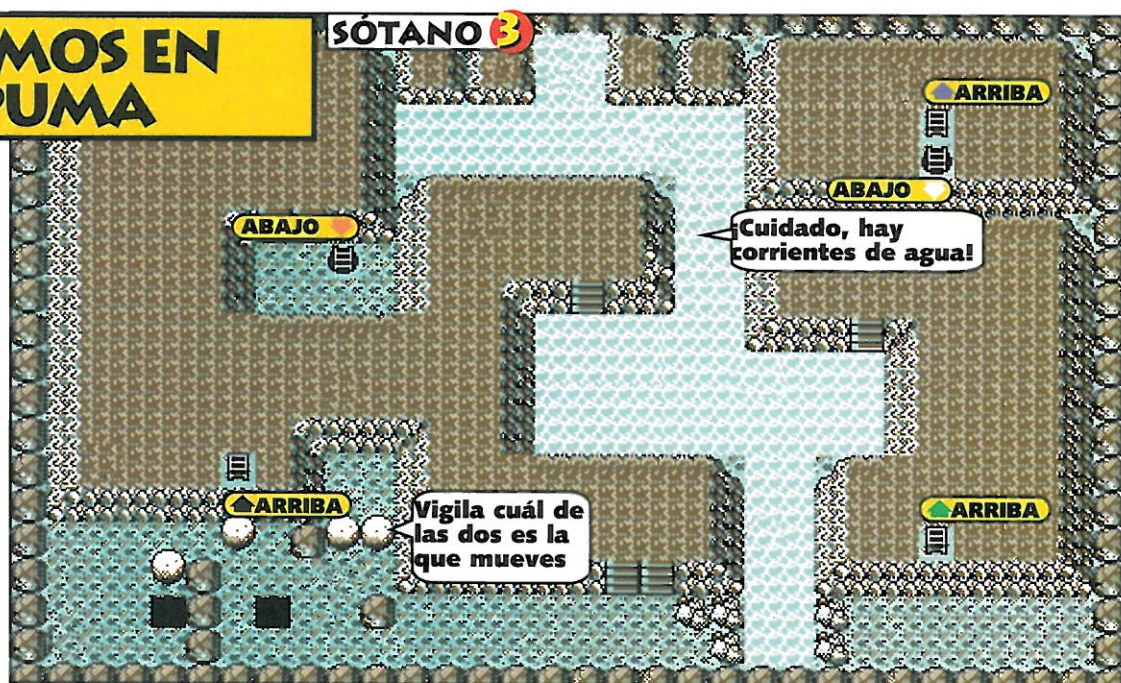 MOS EN
PUMA
SÓTANO 3
ARRIBA
ABAJO
ABAJO
¡Cuidado, hay
corrientes de agua!
ARRIBA
Vigila cuál de
las dos es la
que mueves
ARRIBA